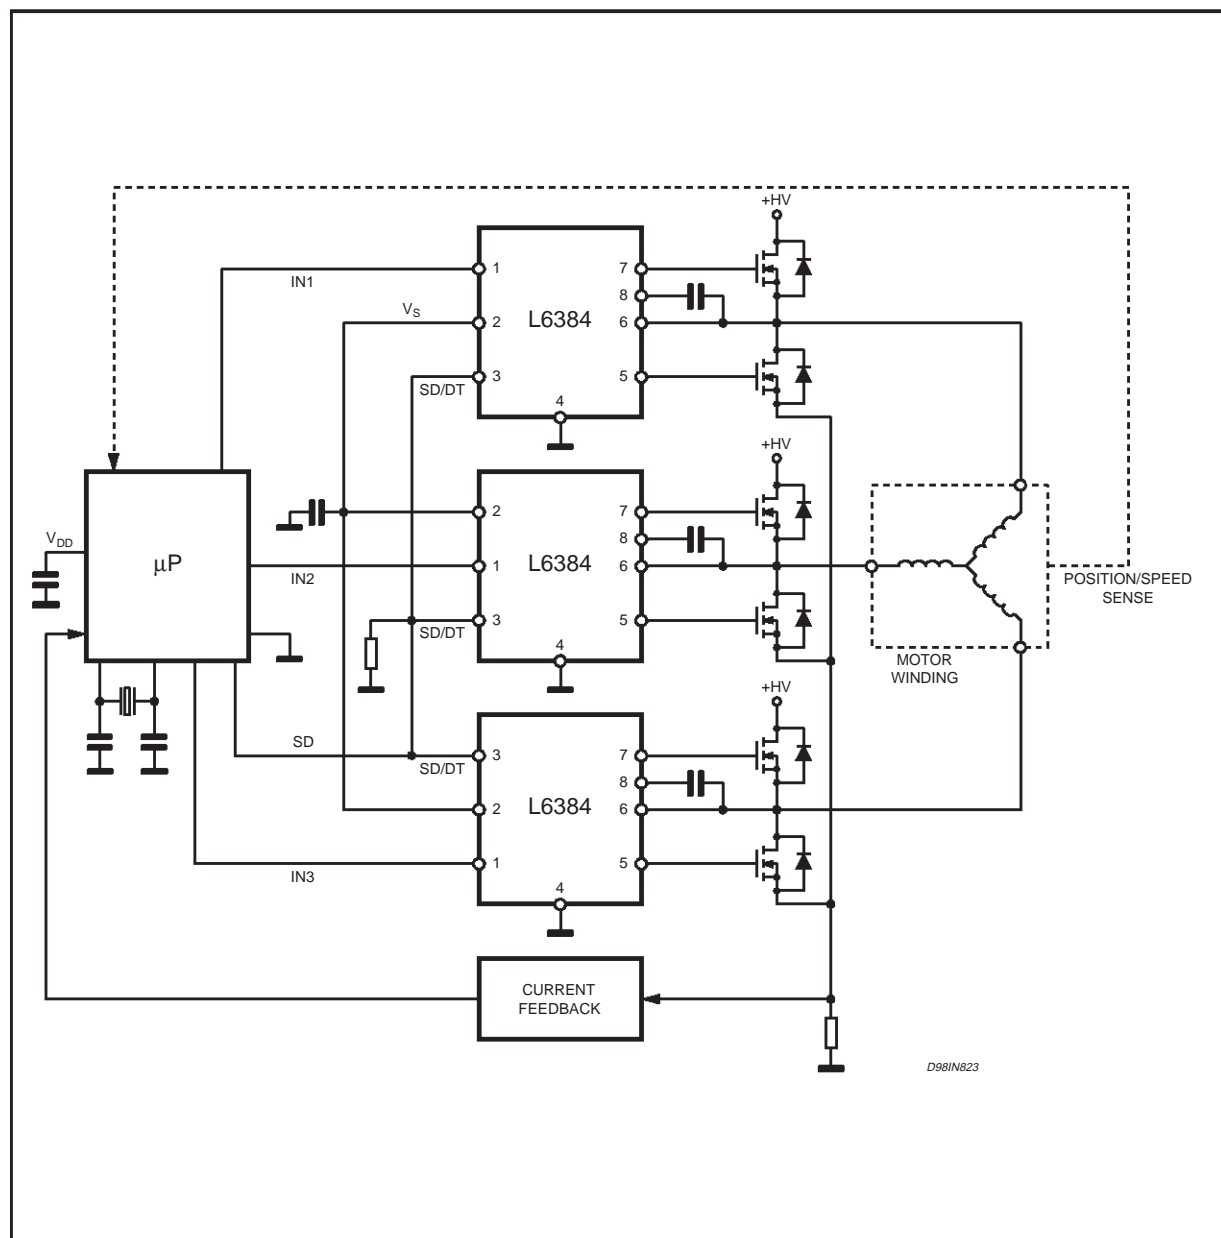 +HV
1
7
IN1
8
V_S
L6384
2
6
3
5
SD/DT
4
+HV
2
7
V_DD
8
µP
L6384
1
6
IN2
POSITION/SPEED
SENSE
3
5
SD/DT
4
MOTOR
WINDING
+HV
SD
3
7
SD/DT
8
L6384
2
6
1
5
IN3
4
CURRENT
FEEDBACK
D98IN823